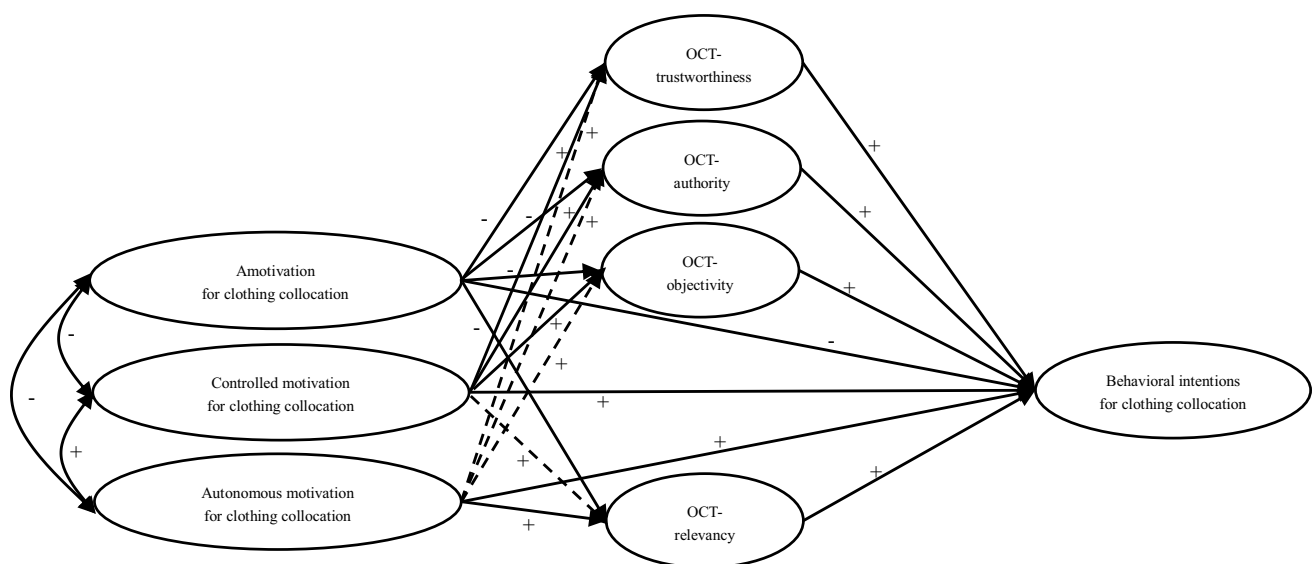 OCT-
trustworthiness
+
+
+
OCT-
authority
-
-
+
+
+
OCT-
objectivity
-
+
Amotivation
for clothing collocation
-
-
+
+
-
Controlled motivation
for clothing collocation
-
+
Behavioral intentions
for clothing collocation
+
+
+
+
Autonomous motivation
for clothing collocation
+
OCT-
relevancy